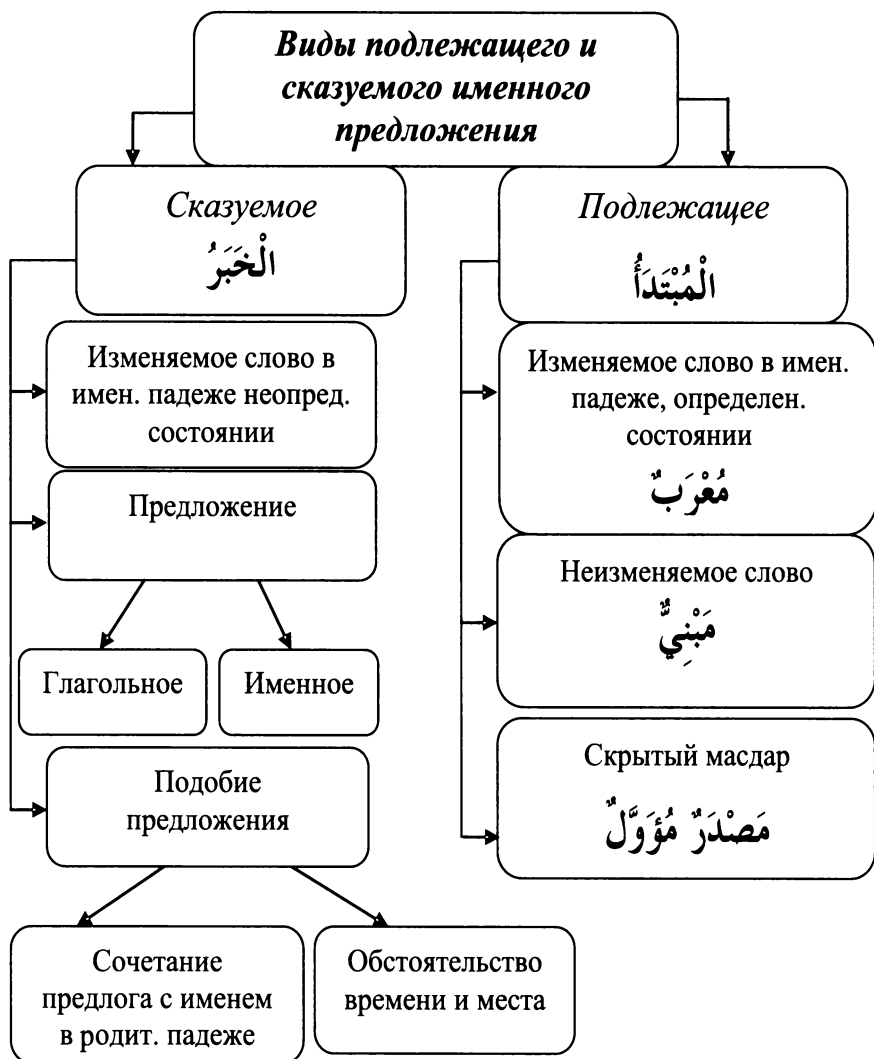 Виды подлежащего и
сказуемого именного
предложения
Сказуемое
الْخَبَرُ
Изменяемое слово в
имен. падеже неопред.
состоянии
Предложение
Глагольное
Именное
Подобие
предложения
Сочетание
предлога с именем
в родит. падеже
Обстоятельство
времени и места
Подлежащее
الْمُبْتَدَأُ
Изменяемое слово в имен.
падеже, определен.
состоянии
مُعْرَبٌ
Неизменяемое слово
مَبْنِيٌّ
Скрытый масдар
مَصْدَرٌ مُؤَوَّلٌ